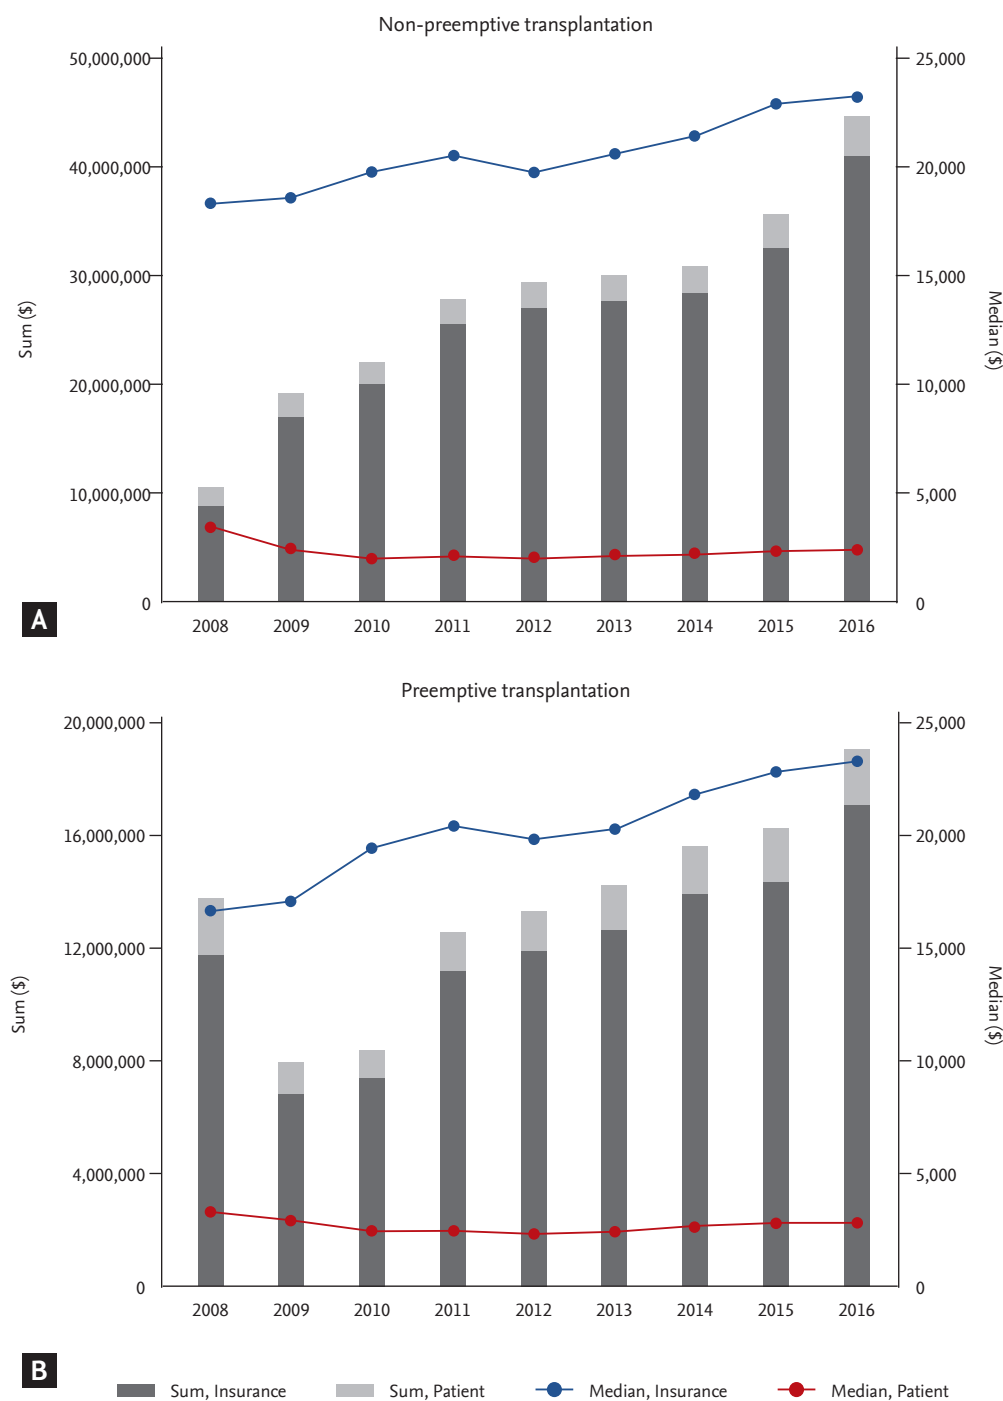 Non-preemptive transplantation
50,000,000
40,000,000
30,000,000
20,000,000
10,000,000
0
Sum ($)
25,000
20,000
15,000
10,000
5,000
0
Median ($)
2008 2009 2010 2011 2012 2013 2014 2015 2016
A
Preemptive transplantation
20,000,000
16,000,000
12,000,000
8,000,000
4,000,000
0
Sum ($)
25,000
20,000
15,000
10,000
5,000
0
Median ($)
2008 2009 2010 2011 2012 2013 2014 2015 2016
B
Sum, Insurance Sum, Patient Median, Insurance Median, Patient